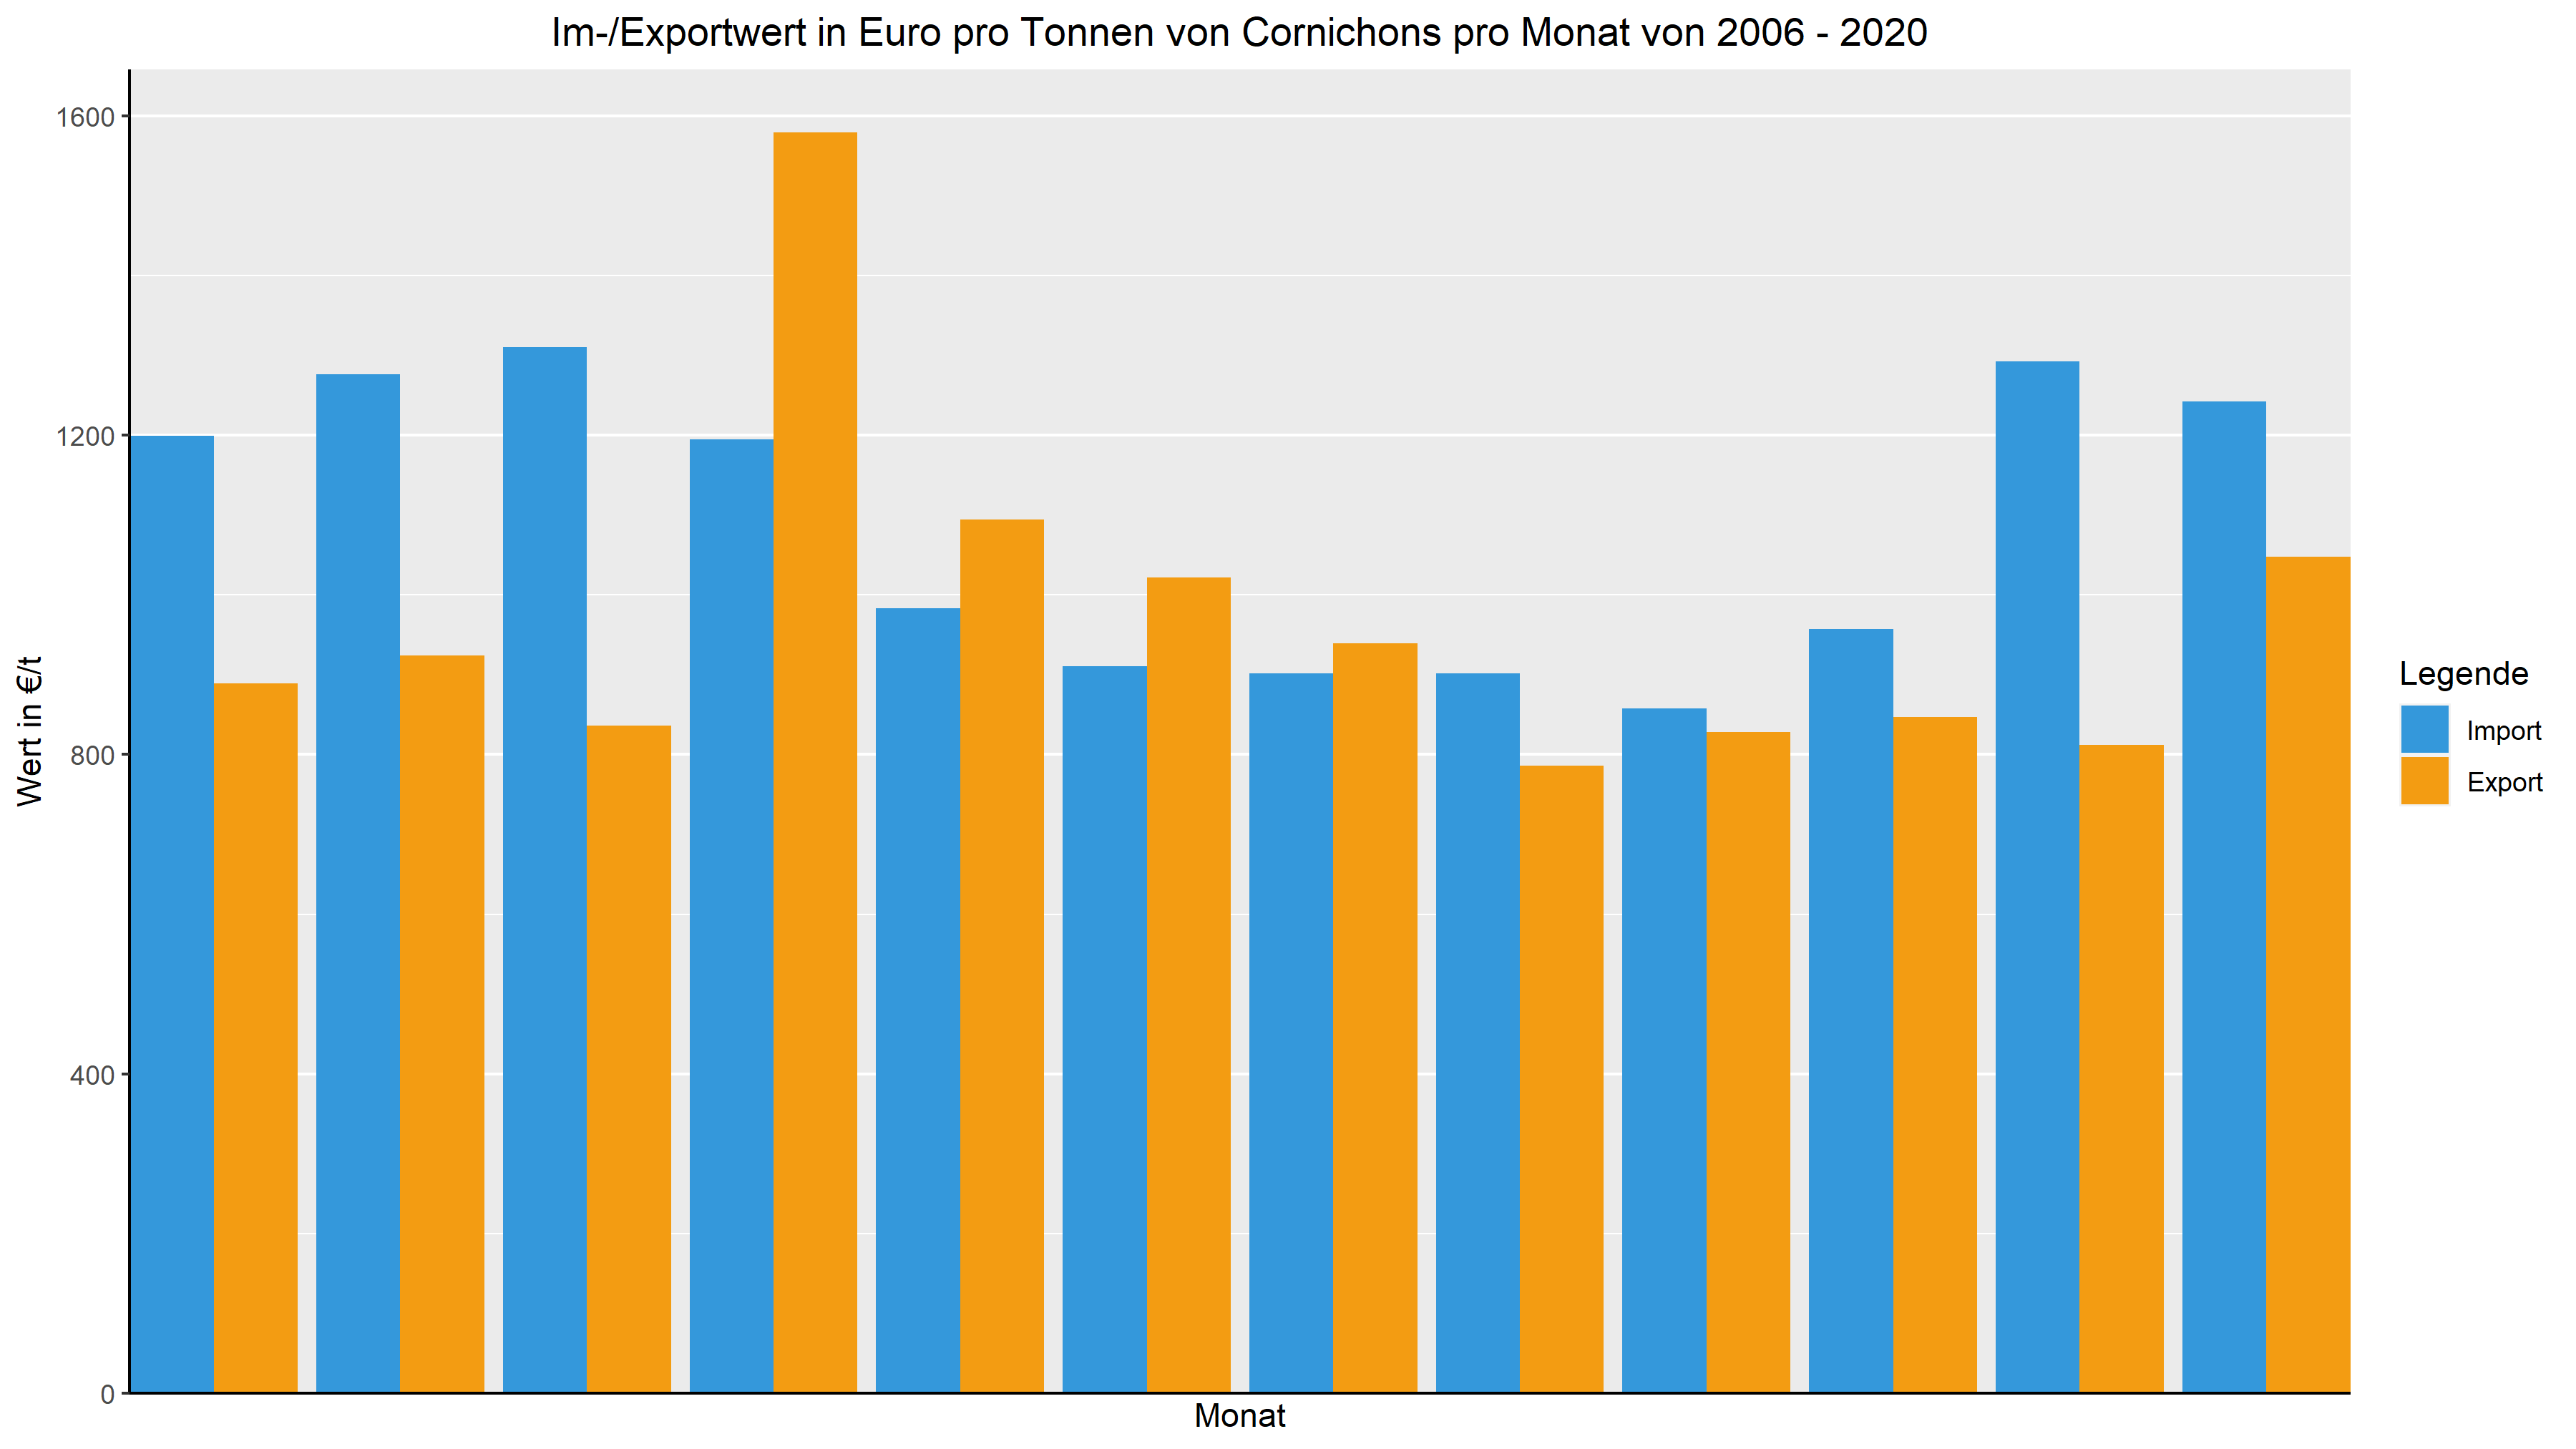 Im-/Exportwert in Euro pro Tonnen von Cornichons pro Monat von 2006 - 2020
Wert in €/t
1600
1200
800
400
0
Monat
Legende
Import
Export